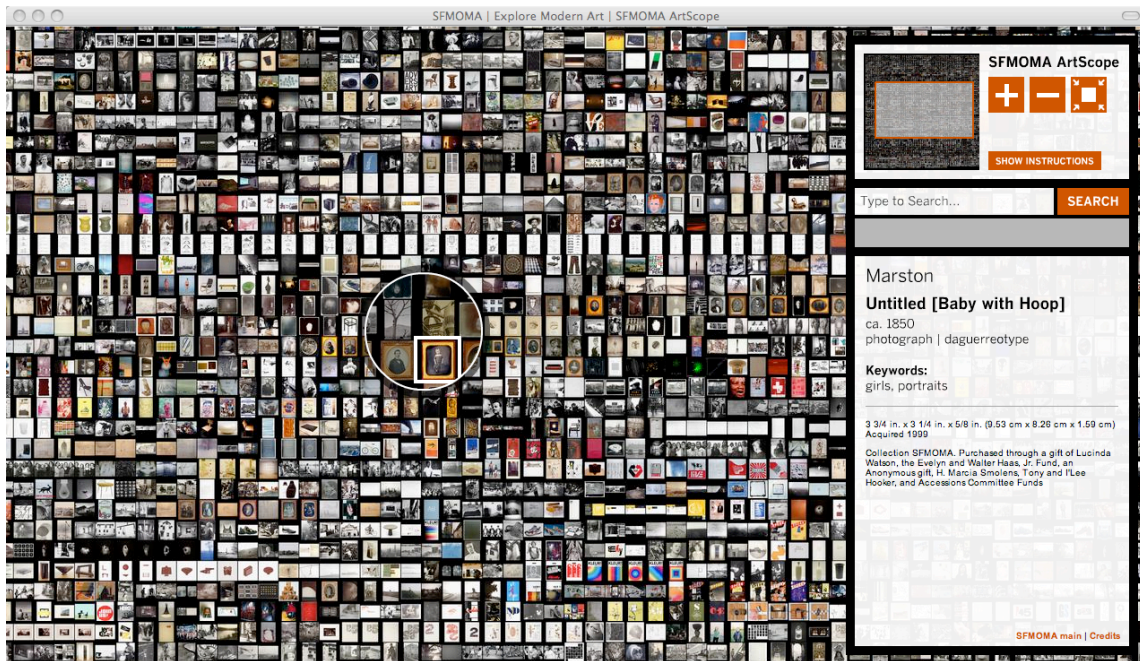 SFMOMA | Explore Modern Art | SFMOMA ArtScope
SFMOMA ArtScope
SHOW INSTRUCTIONS
Type to Search...
SEARCH
Marston
Untitled [Baby with Hoop]
ca. 1850
photograph | daguerreotype
Keywords:
girls, portraits
3 3/4 in. x 3 1/4 in. x 5/8 in. (9.53 cm x 8.26 cm x 1.59 cm)
Acquired 1999
Collection SFMOMA. Purchased through a gift of Lucinda
Watson, the Evelyn and Walter Haas, Jr. Fund, an
Anonymous gift, H. Marcia Smolens, Tony and I'Lee
Hooker, and Accessions Committee Funds
SFMOMA main | Credits